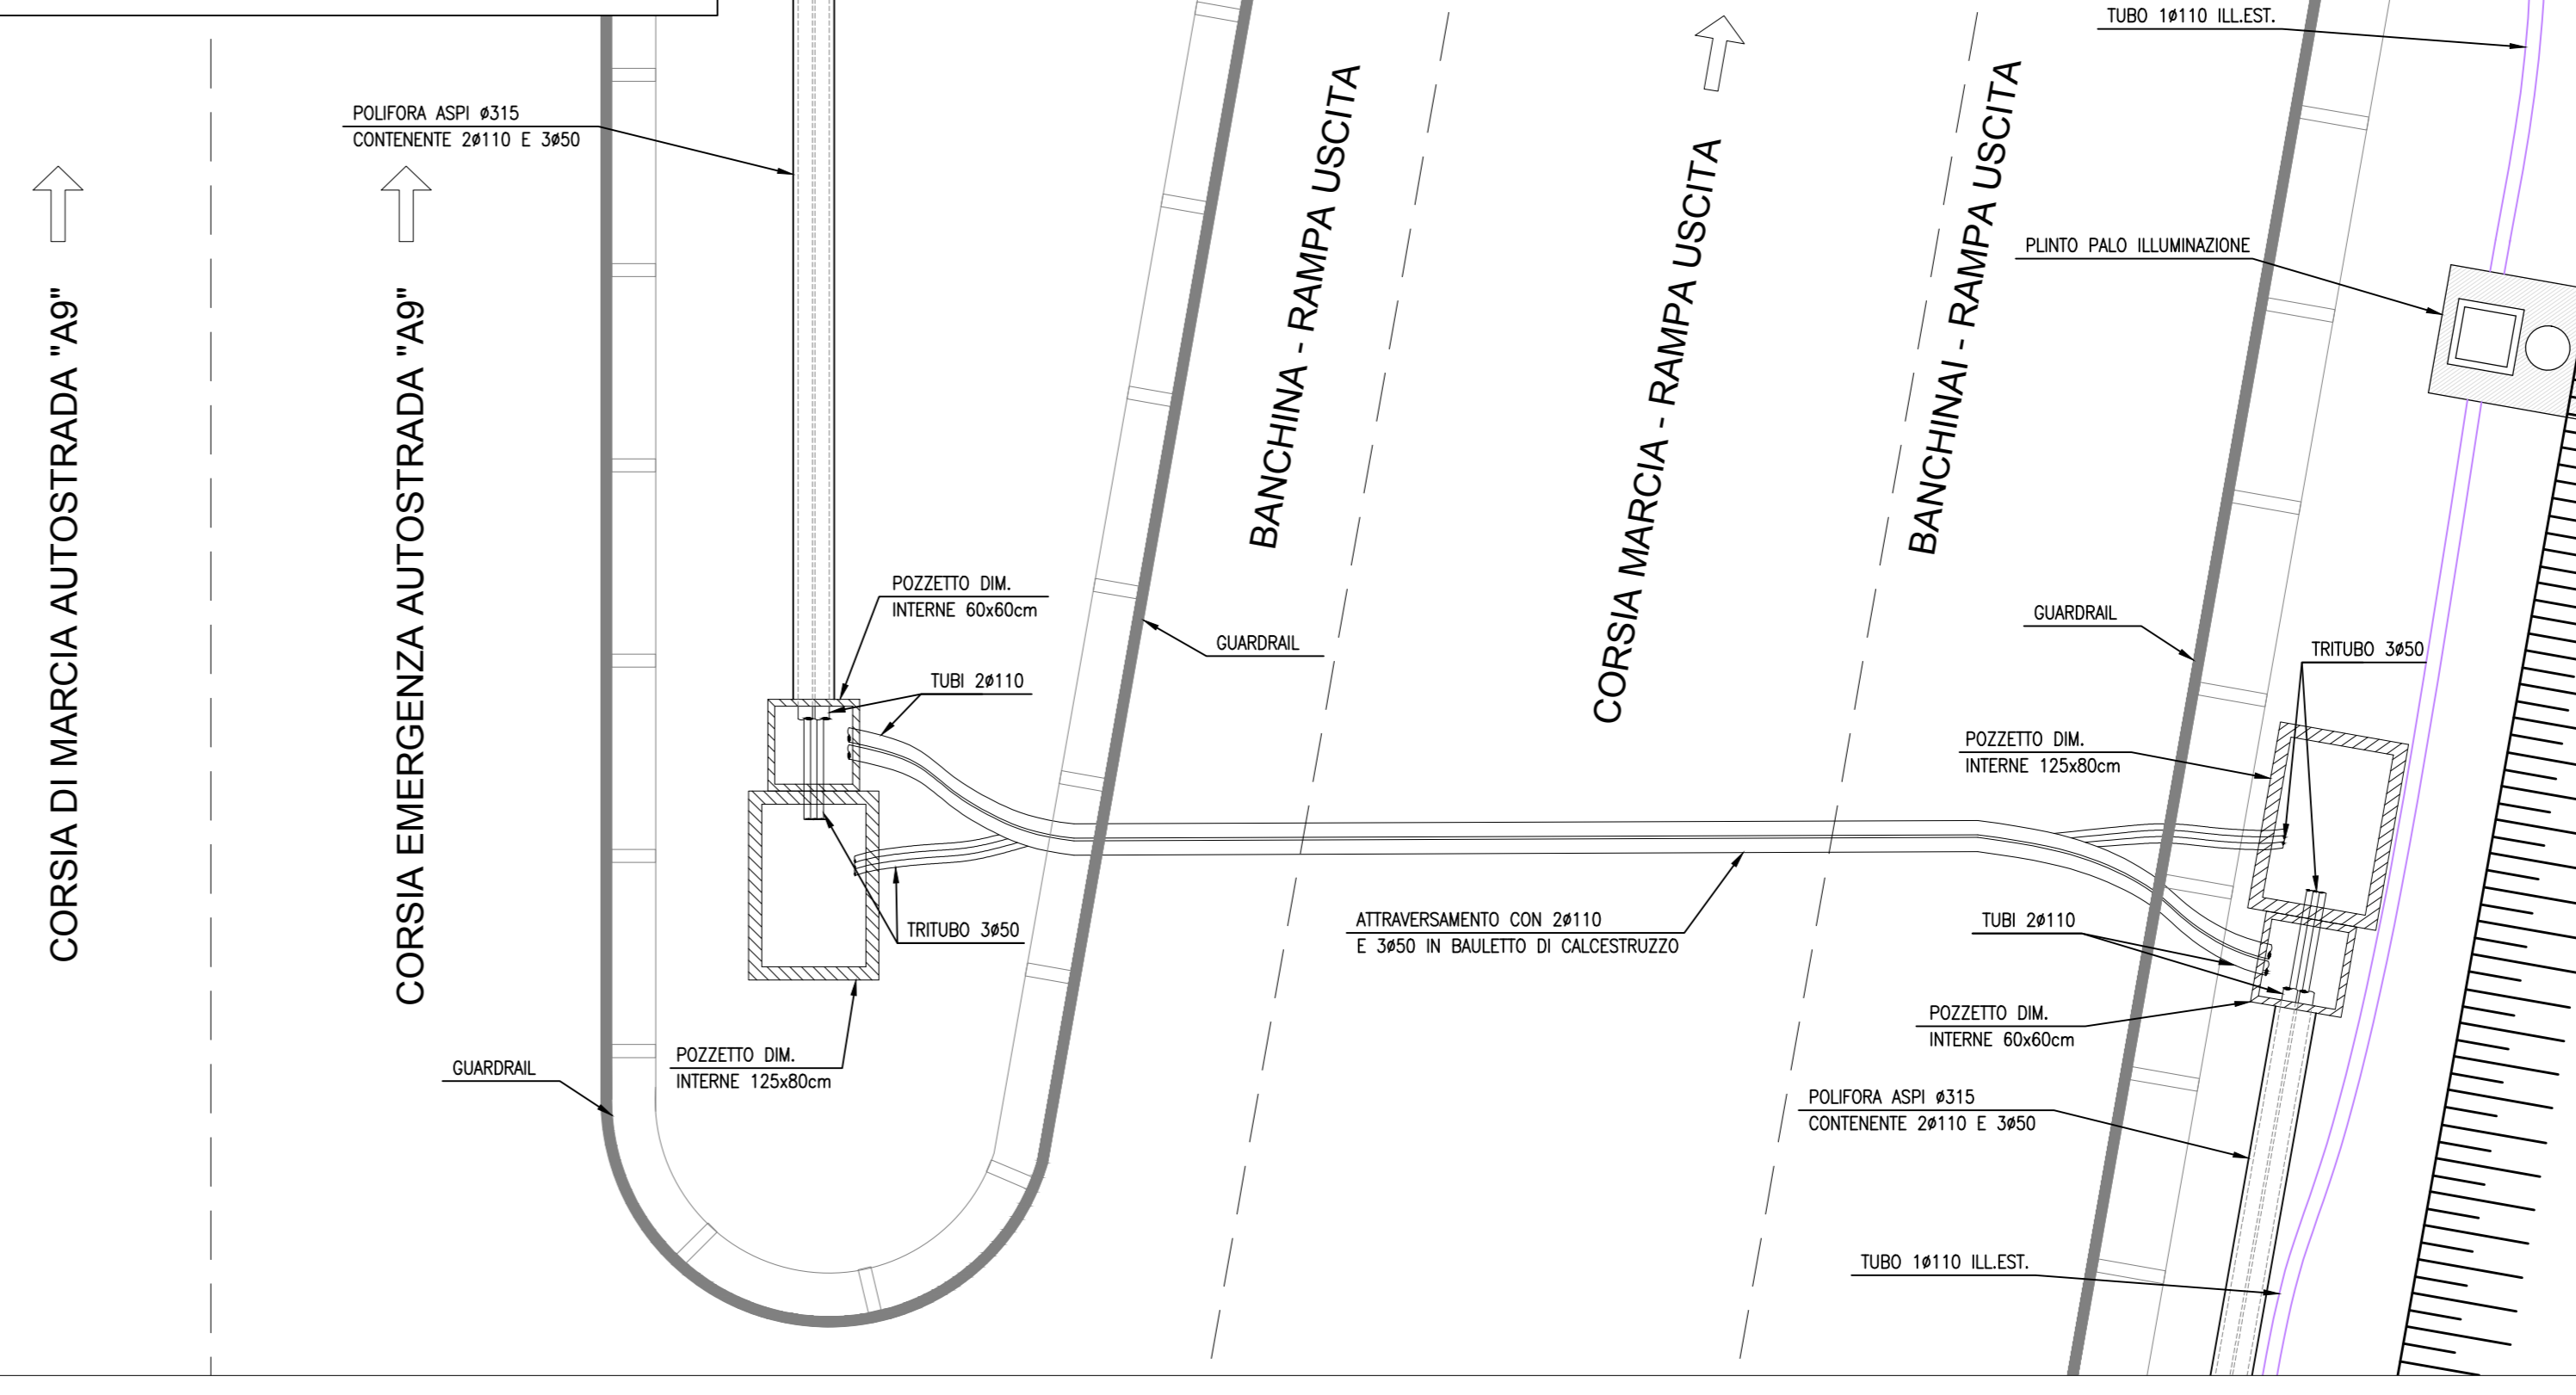 TUBO 1ø110 ILL.EST.
POLIFORA ASPI ø315
CONTENENTE 2ø110 E 3ø50
CORSIA DI MARCIA AUTOSTRADA "A9"
CORSIA EMERGENZA AUTOSTRADA "A9"
BANCHINA - RAMPA USCITA
CORSIA MARCIA - RAMPA USCITA
BANCHINAI - RAMPA USCITA
PLINTO PALO ILLUMINAZIONE
POZZETTO DIM.
INTERNE 60x60cm
GUARDRAIL
GUARDRAIL
TRITUBO 3ø50
TUBI 2ø110
POZZETTO DIM.
INTERNE 125x80cm
TRITUBO 3ø50
ATTRAVERSAMENTO CON 2ø110
E 3ø50 IN BAULETTO DI CALCESTRUZZO
TUBI 2ø110
POZZETTO DIM.
INTERNE 60x60cm
GUARDRAIL
POZZETTO DIM.
INTERNE 125x80cm
POLIFORA ASPI ø315
CONTENENTE 2ø110 E 3ø50
TUBO 1ø110 ILL.EST.